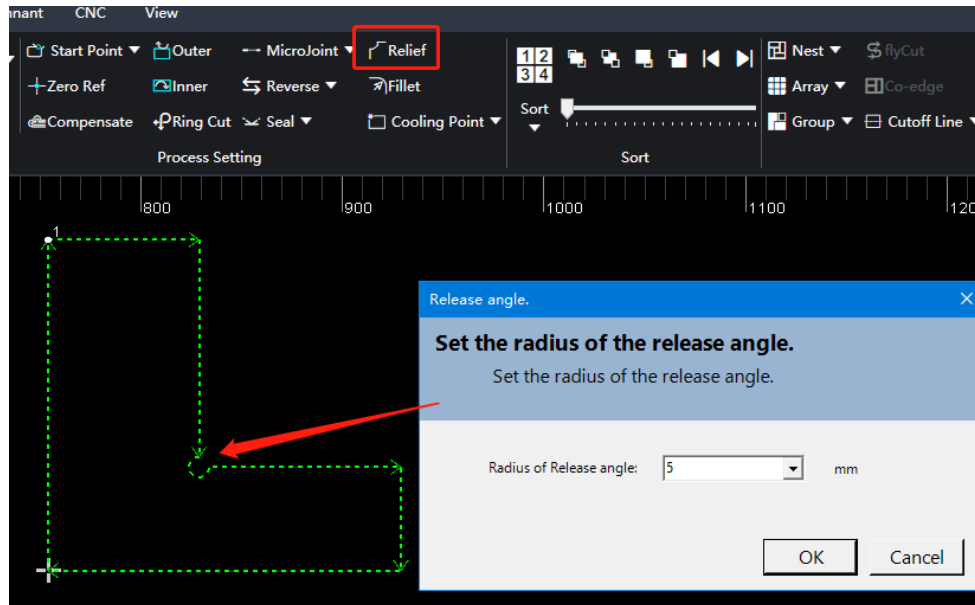 nnant CNC View
Start Point Outer MicroJoint Relief
Zero Ref Inner Reverse Fillet
Compensate Ring Cut Seal Cooling Point
Process Setting
1 2
3 4
Sort
Sort
Nest flyCut
Array Co-edge
Group Cutoff Line
800 900 1000 1100 120
1
Release angle.
Set the radius of the release angle.
Set the radius of the release angle.
Radius of Release angle: 5 mm
OK Cancel